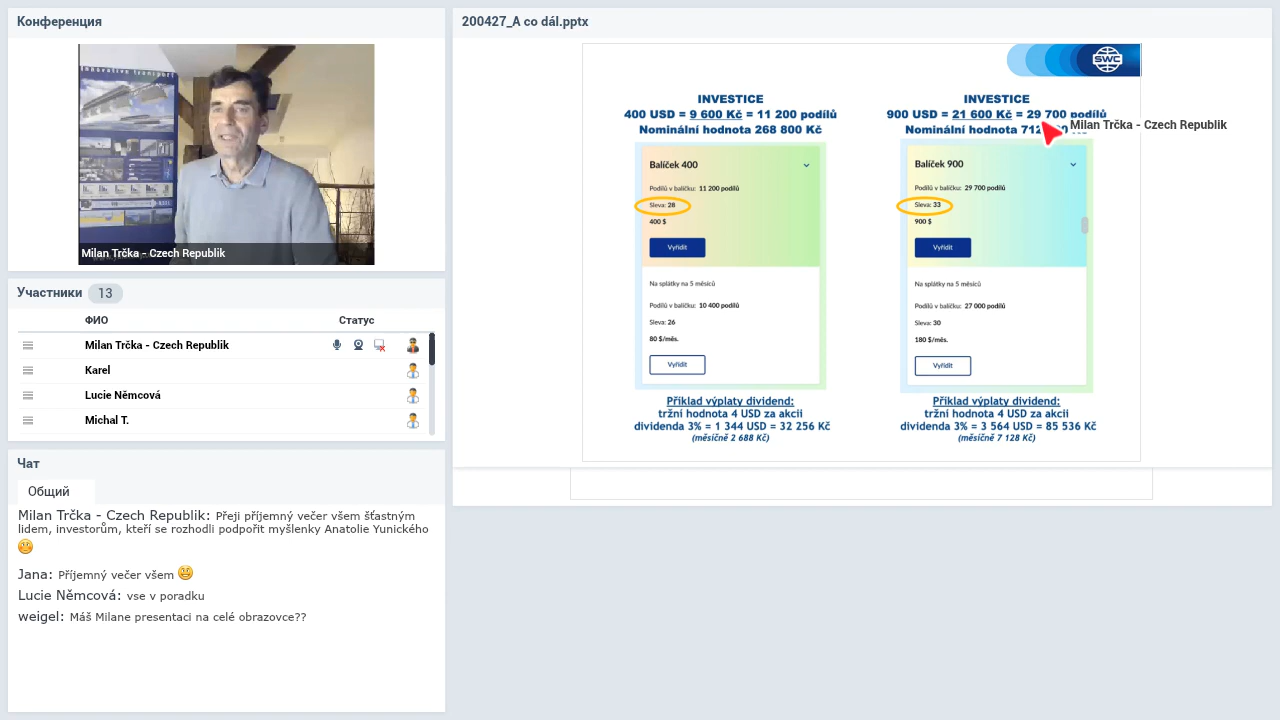 Конференция
Innovative transport
Milan Trčka - Czech Republik
Участники 13
ФИО Статус
Milan Trčka - Czech Republik
Karel
Lucie Němcová
Michal T.
Чат
Общий
Milan Trčka - Czech Republik: Přeji příjemný večer všem šťastným
lidem, investorům, kteří se rozhodli podpořit myšlenky Anatolie Yunického
Jana: Příjemný večer všem
Lucie Němcová: vse v poradku
weigel: Máš Milane presentaci na celé obrazovce??
200427_A co dál.pptx
SWC
INVESTICE
400 USD = 9 600 Kč = 11 200 podílů
Nominální hodnota 268 800 Kč
Balíček 400
Podílů v balíčku: 11 200 podílů
Sleva: 28
400 $
Vyřídit
Na splátky na 5 měsíců
Podílů v balíčku: 10 400 podílů
Sleva: 26
80 $/měs.
Vyřídit
Příklad výplaty dividend:
tržní hodnota 4 USD za akcii
dividenda 3% = 1 344 USD = 32 256 Kč
(měsíčně 2 688 Kč)
INVESTICE
900 USD = 21 600 Kč = 29 700 podílů
Nominální hodnota 712
Milan Trčka - Czech Republik
Balíček 900
Podílů v balíčku: 29 700 podílů
Sleva: 33
900 $
Vyřídit
Na splátky na 5 měsíců
Podílů v balíčku: 27 000 podílů
Sleva: 30
180 $/měs.
Vyřídit
Příklad výplaty dividend:
tržní hodnota 4 USD za akcii
dividenda 3% = 3 564 USD = 85 536 Kč
(měsíčně 7 128 Kč)